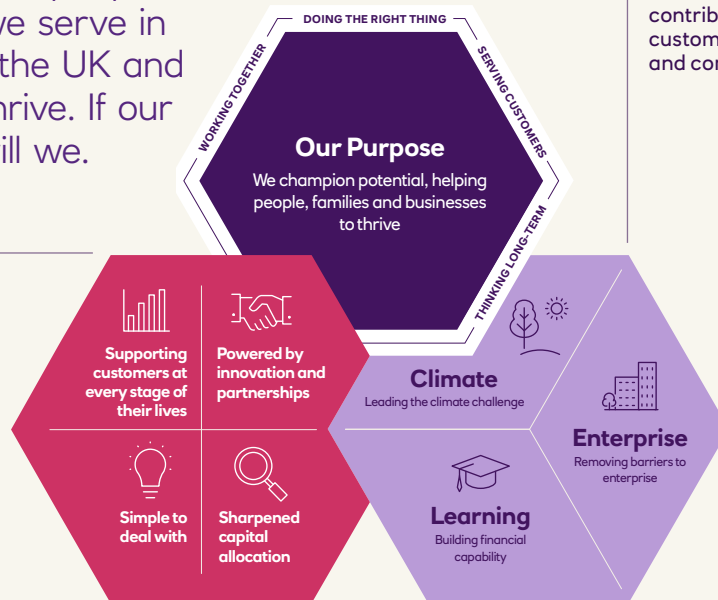 we serve in
the UK and
hrive. If our
ill we.
DOING THE RIGHT THING
WORKING TOGETHER
SERVING CUSTOMERS
THINKING LONG-TERM
Our Purpose
We champion potential, helping
people, families and businesses
to thrive
contrib
custom
and con
Supporting
customers at
every stage of
their lives
Powered by
innovation and
partnerships
Simple to
deal with
Sharpened
capital
allocation
Climate
Leading the climate challenge
Enterprise
Removing barriers to
enterprise
Learning
Building financial
capability